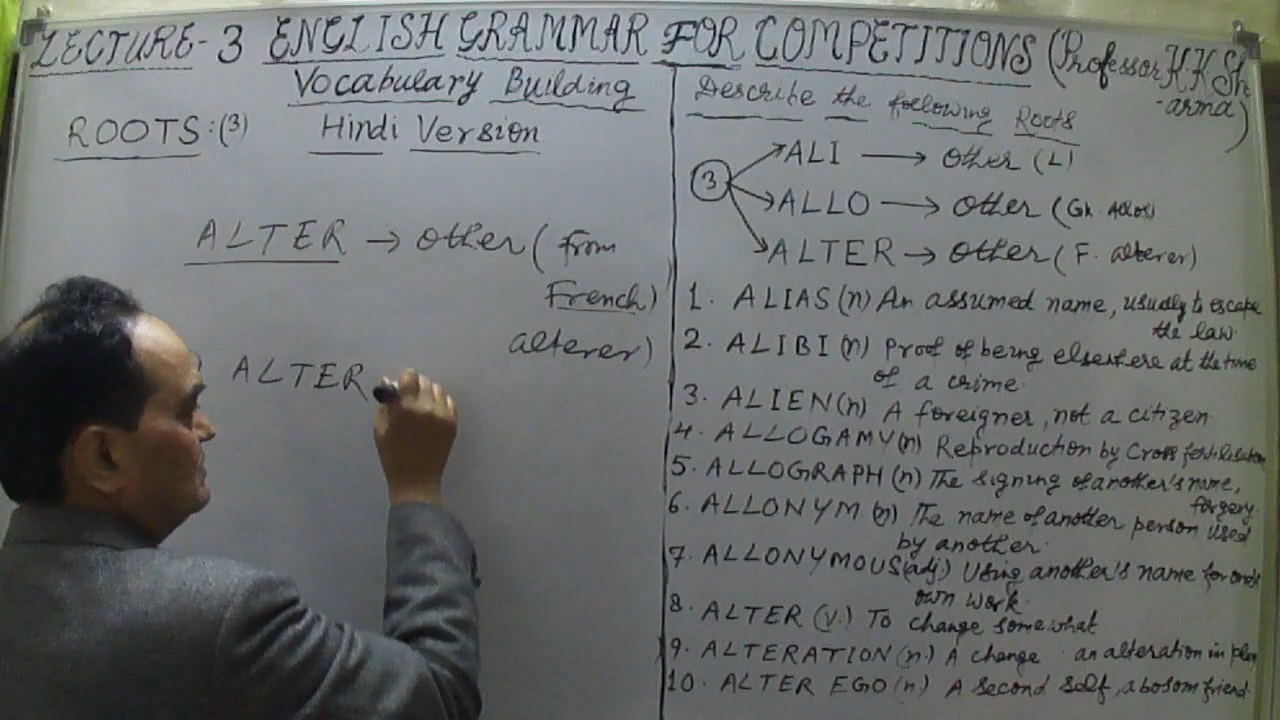 LECTURE-3 ENGLISH GRAMMAR FOR COMPETITIONS (Professor KK Sh
-arma)
Vocabulary Building
ROOTS:(3) Hindi Version
ALTER → other (from
French)
alterer)
ALTER
Describe the following Roots
3
ALI → other (L)
ALLO → other (Gk. Allos)
ALTER → other (F. alterer)
1. ALIAS (n) An assumed name, usually to escape
the law.
2. ALIBI (n) Proof of being elsewhere at the time
of a crime.
3. ALIEN (n) A foreigner, not a citizen
4. ALLOGAMY (n) Reproduction by Cross fertilisation
5. ALLOGRAPH (n) The signing of another's name,
forgery.
6. ALLONYM (n) The name of another person used
by another.
7. ALLONYMOUS (adj) Using another's name for one's
own work.
8. ALTER (v.) To change somewhat
9. ALTERATION (n.) A change an alteration in plan
10. ALTER EGO (n) A second self, a bosom friend.